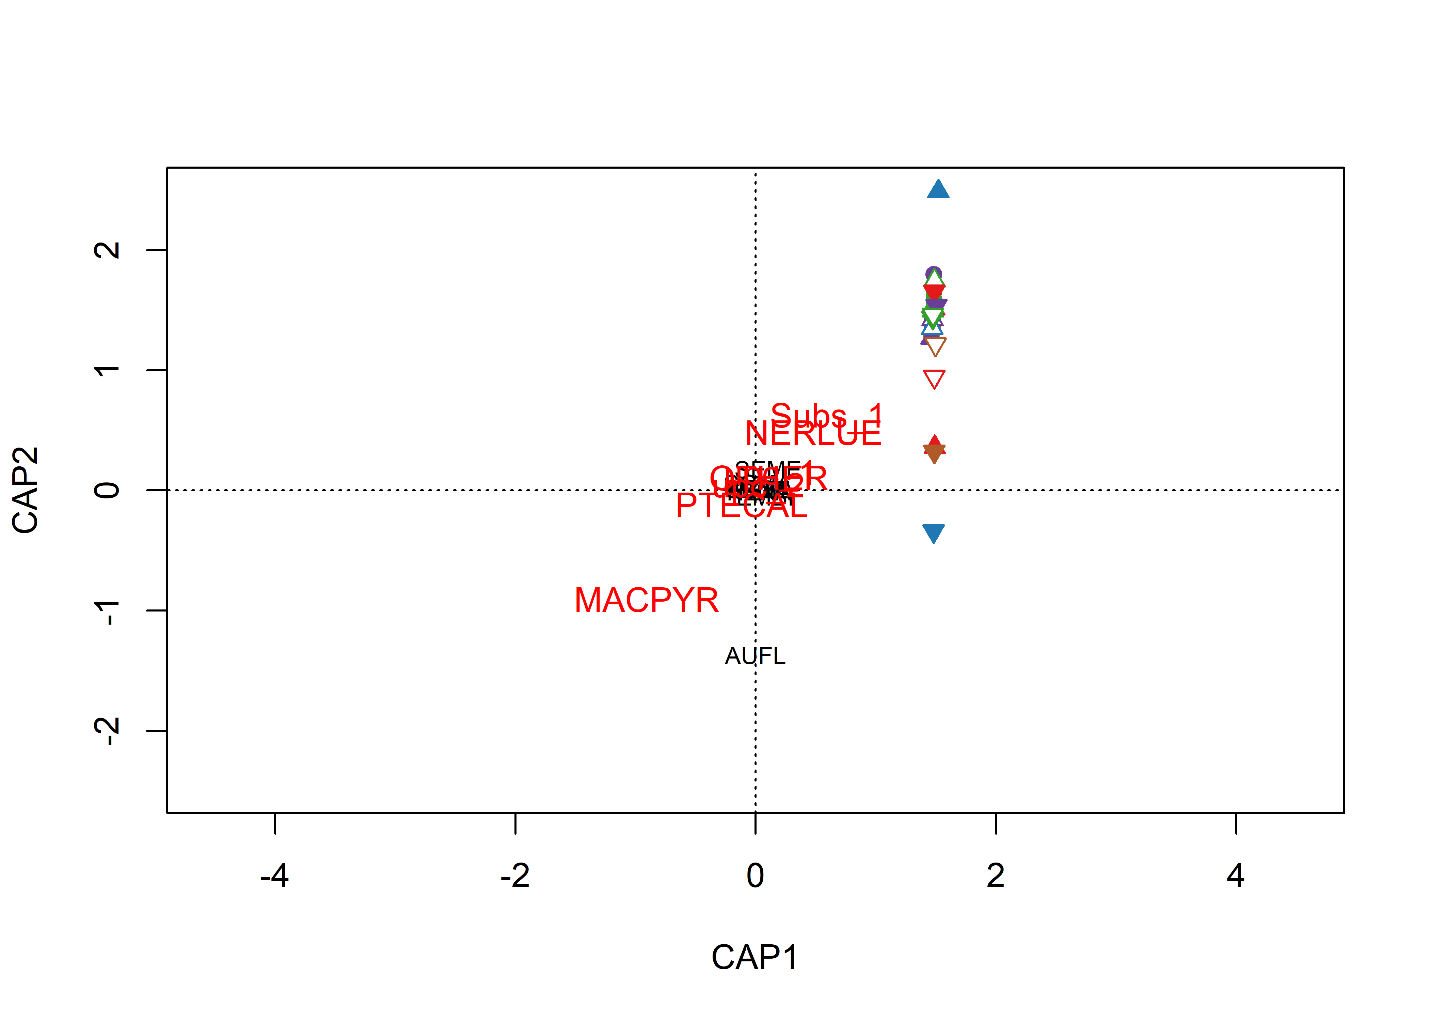 2
1
0
-1
-2
CAP2
Subs_1
NERLUE
SEME
PTECAL
MACPYR
AUFL
-4
-2
0
2
4
CAP1